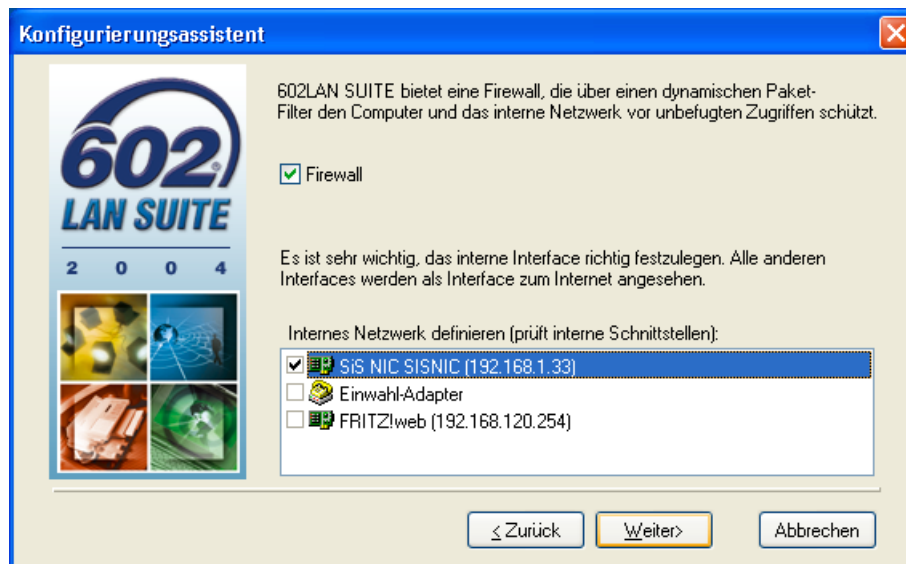 Konfigurierungsassistent
602
LAN SUITE
2 0 0 4
602LAN SUITE bietet eine Firewall, die über einen dynamischen Paket-
Filter den Computer und das interne Netzwerk vor unbefugten Zugriffen schützt.
Firewall
Es ist sehr wichtig, das interne Interface richtig festzulegen. Alle anderen
Interfaces werden als Interface zum Internet angesehen.
Internes Netzwerk definieren (prüft interne Schnittstellen):
SiS NIC SISNIC (192.168.1.33)
Einwahl-Adapter
FRITZ!web (192.168.120.254)
< Zurück
Weiter>
Abbrechen